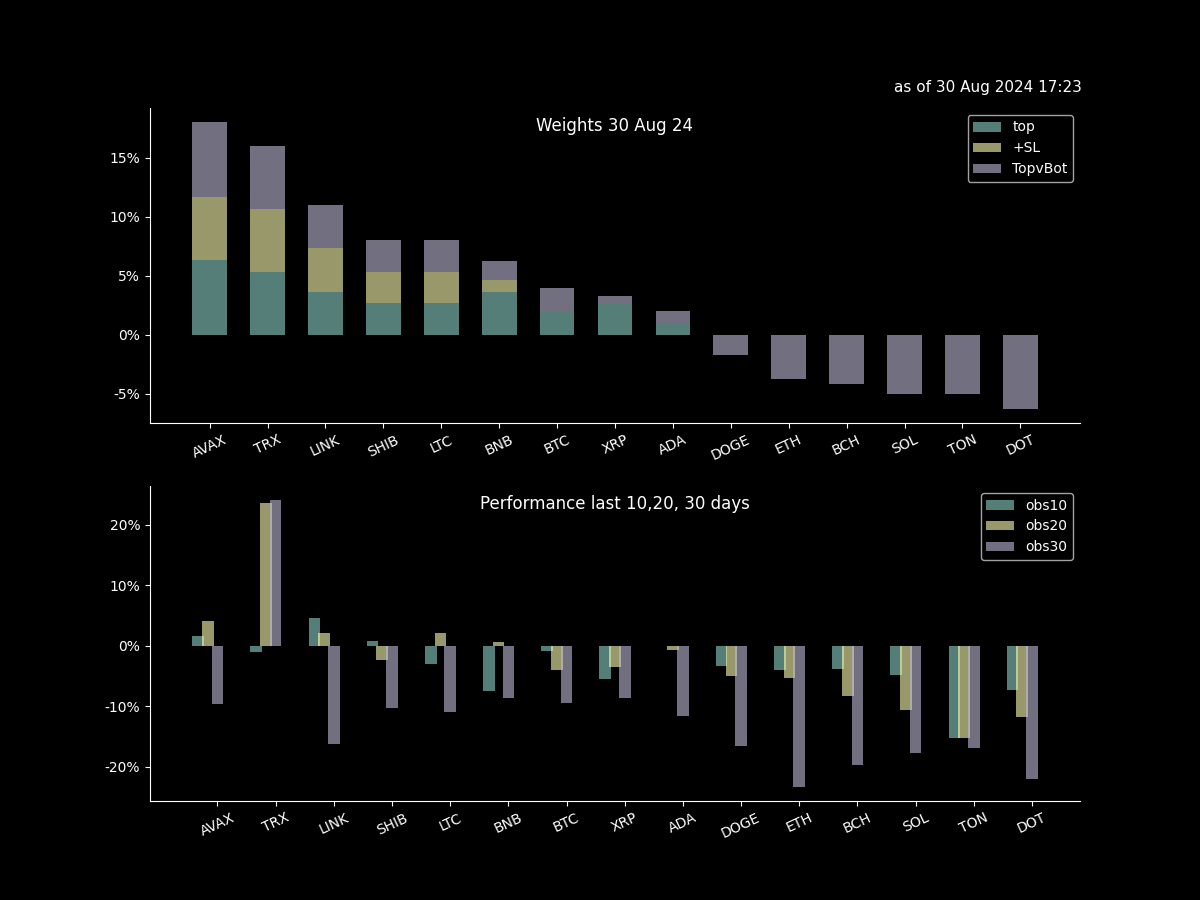 as of 30 Aug 2024 17:23
Weights 30 Aug 24
top
+SL
TopvBot
15%
10%
5%
0%
-5%
AVAX TRX LINK SHIB LTC BNB BTC XRP ADA DOGE ETH BCH SOL TON DOT
Performance last 10,20, 30 days
obs10
obs20
obs30
20%
10%
0%
-10%
-20%
AVAX TRX LINK SHIB LTC BNB BTC XRP ADA DOGE ETH BCH SOL TON DOT